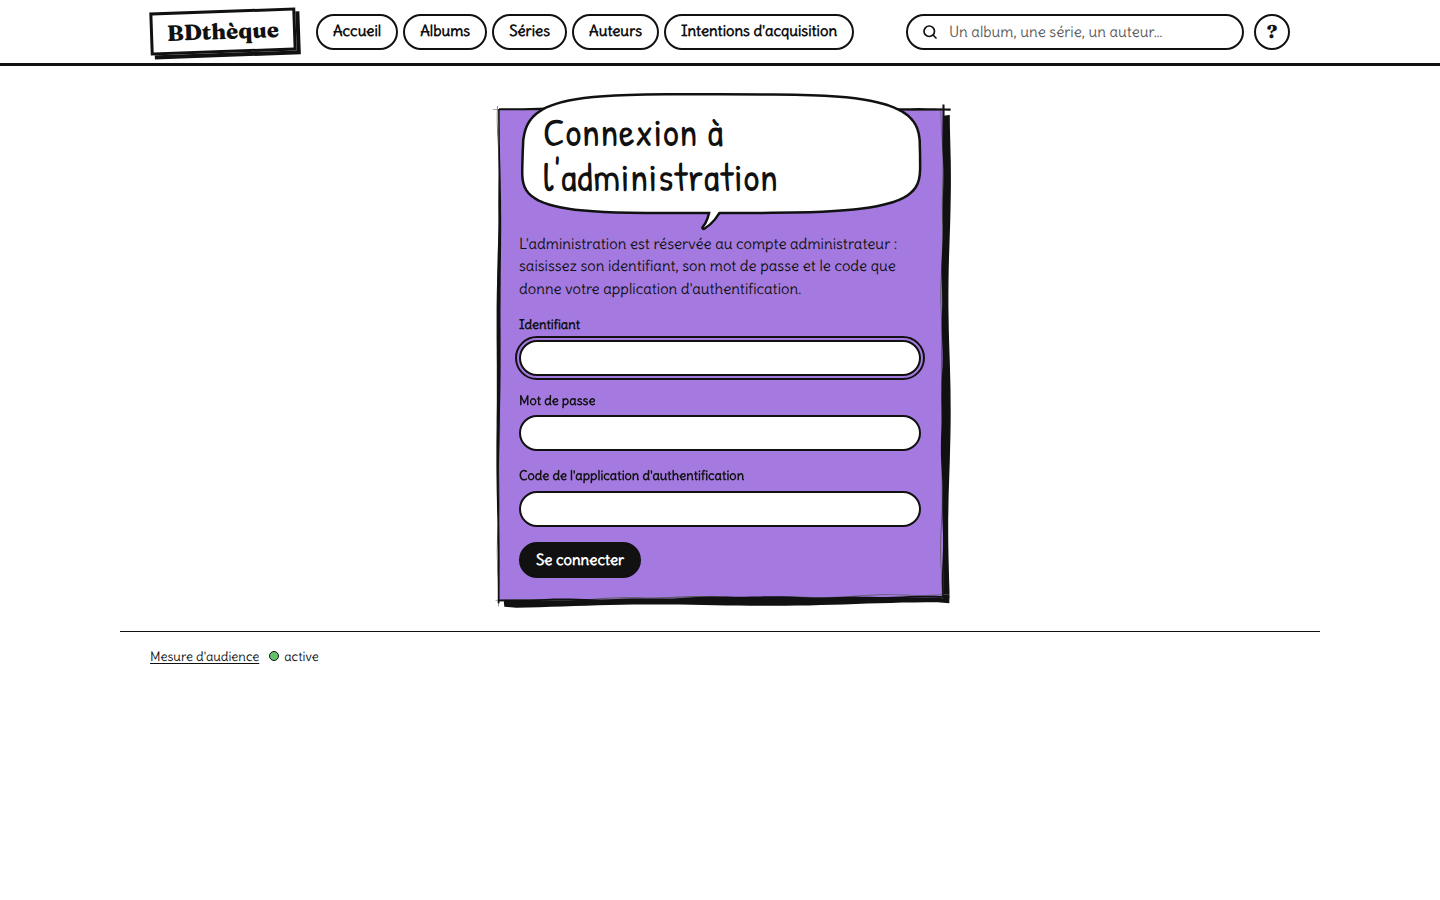 BDthèque
Accueil
Albums
Séries
Auteurs
Intentions d'acquisition
Un album, une série, un auteur...
?
Connexion à
l'administration
L'administration est réservée au compte administrateur :
saisissez son identifiant, son mot de passe et le code que
donne votre application d'authentification.
Identifiant
Mot de passe
Code de l'application d'authentification
Se connecter
Mesure d'audience
active